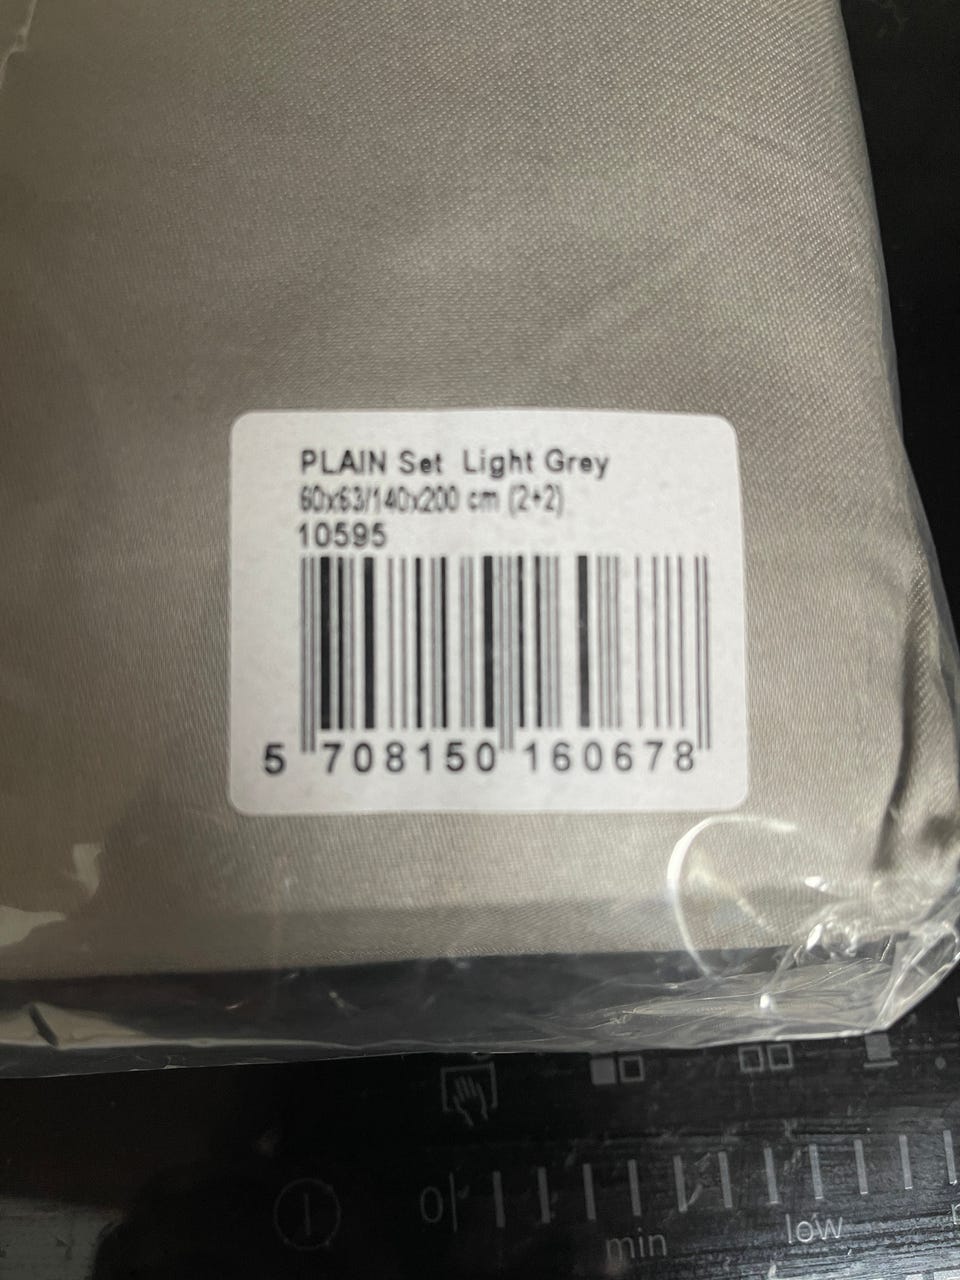 PLAIN Set Light Grey
60x63/140x200 cm (2+2)
10595
5 708150 160678
0
min
low